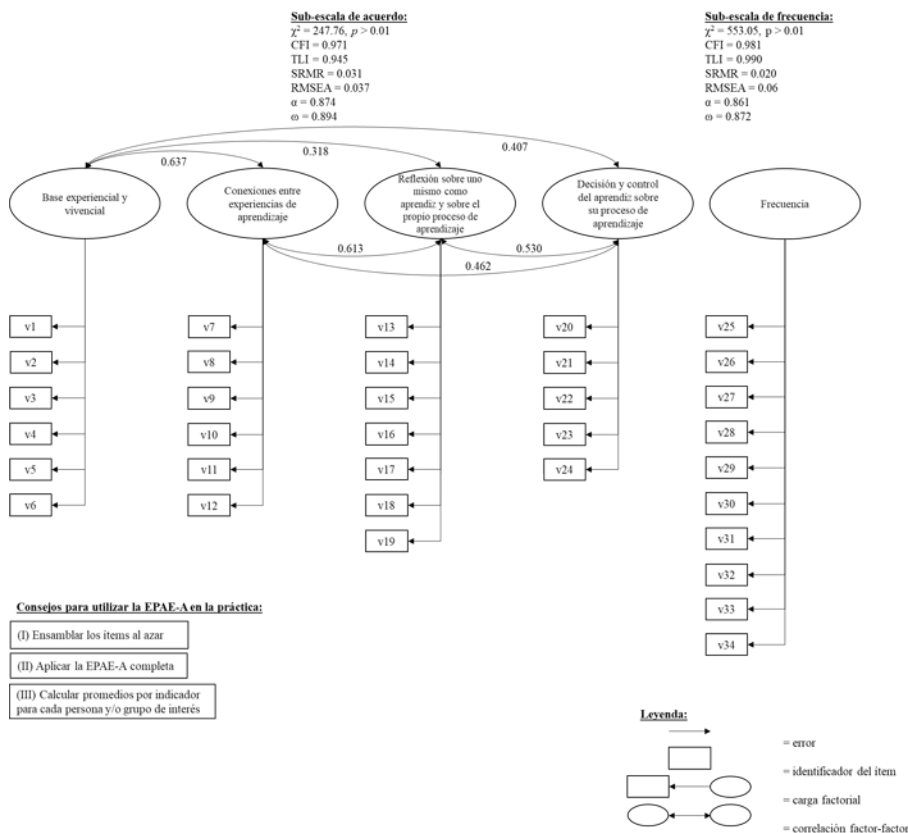 Sub-escala de acuerdo:
χ² = 247.76, p > 0.01
CFI = 0.971
TLI = 0.945
SRMR = 0.031
RMSEA = 0.037
α = 0.874
ω = 0.894
Sub-escala de frecuencia:
χ² = 553.05, p > 0.01
CFI = 0.981
TLI = 0.990
SRMR = 0.020
RMSEA = 0.06
α = 0.861
ω = 0.872
0.637
0.318
0.407
Base experiencial y
vivencial
Conexiones entre
experiencias de
aprendizaje
Reflexión sobre uno
mismo como
aprendiz y sobre el
propio proceso de
aprendizaje
Decisión y control
del aprendiz sobre
su proceso de
aprendizaje
Frecuencia
0.613
0.530
0.462
v1
v2
v3
v4
v5
v6
v7
v8
v9
v10
v11
v12
v13
v14
v15
v16
v17
v18
v19
v20
v21
v22
v23
v24
v25
v26
v27
v28
v29
v30
v31
v32
v33
v34
Consejos para utilizar la EPAE-A en la práctica:
(I) Ensamblar los ítems al azar
(II) Aplicar la EPAE-A completa
(III) Calcular promedios por indicador
para cada persona y/o grupo de interés
Leyenda:
= error
= identificador del ítem
= carga factorial
= correlación factor-factor